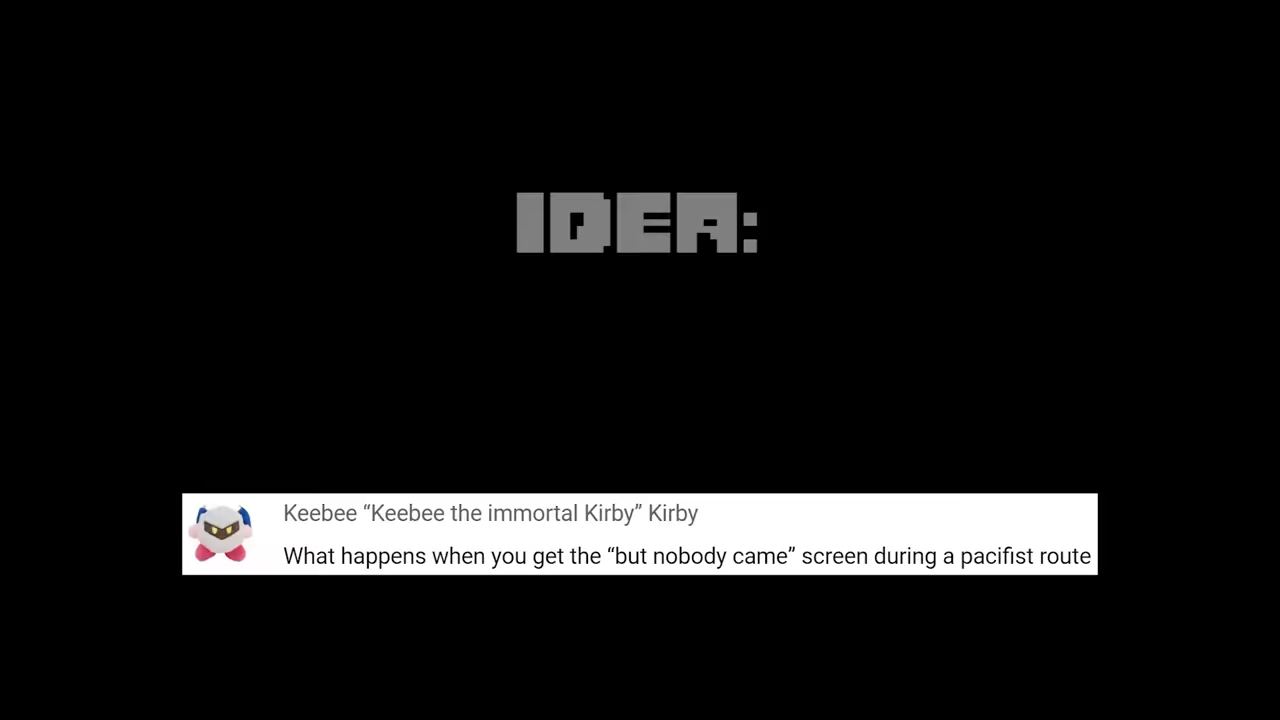 IDEA:
Keebee “Keebee the immortal Kirby” Kirby
What happens when you get the “but nobody came” screen during a pacifist route